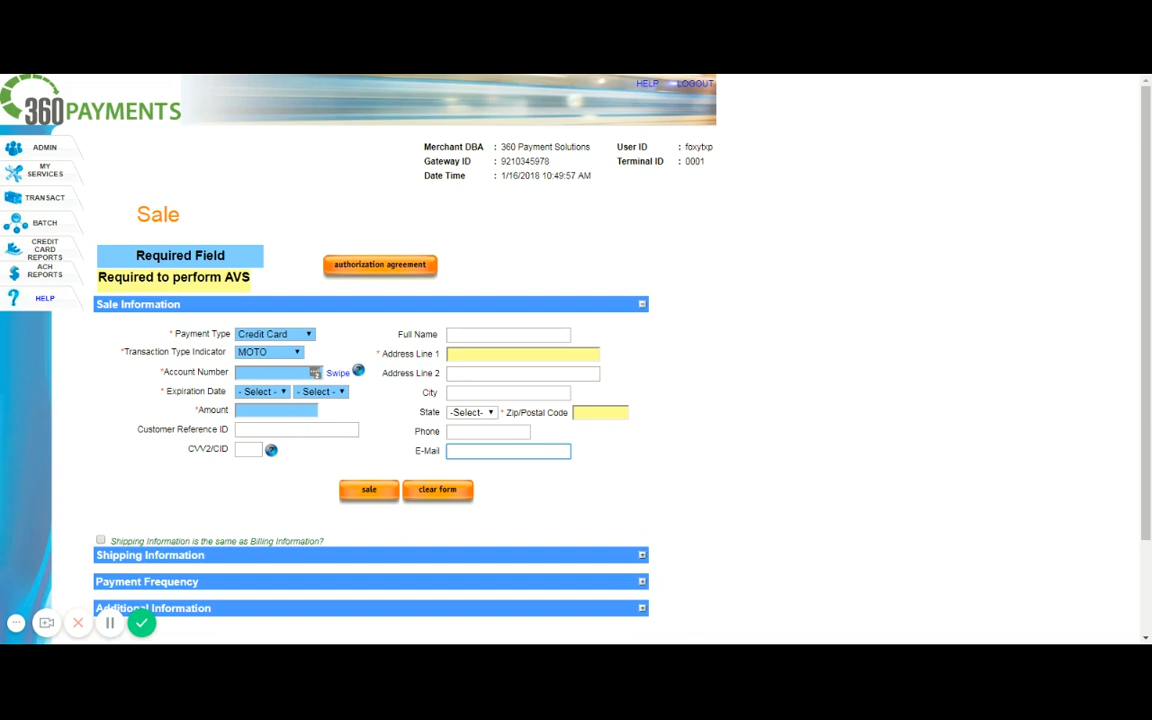 HELP LOGOUT
360PAYMENTS
Merchant DBA : 360 Payment Solutions User ID : foxytxp
Gateway ID : 9210345978 Terminal ID : 0001
Date Time : 1/16/2018 10:49:57 AM
ADMIN
MY
SERVICES
TRANSACT
BATCH
CREDIT
CARD
REPORTS
ACH
REPORTS
HELP
Sale
Required Field
Required to perform AVS
authorization agreement
Sale Information
* Payment Type Credit Card Full Name
*Transaction Type Indicator MOTO * Address Line 1
*Account Number Swipe Address Line 2
* Expiration Date - Select - - Select - City
*Amount State -Select- * Zip/Postal Code
Customer Reference ID Phone
CVV2/CID E-Mail
sale clear form
Shipping Information is the same as Billing Information?
Shipping Information
Payment Frequency
Additional Information